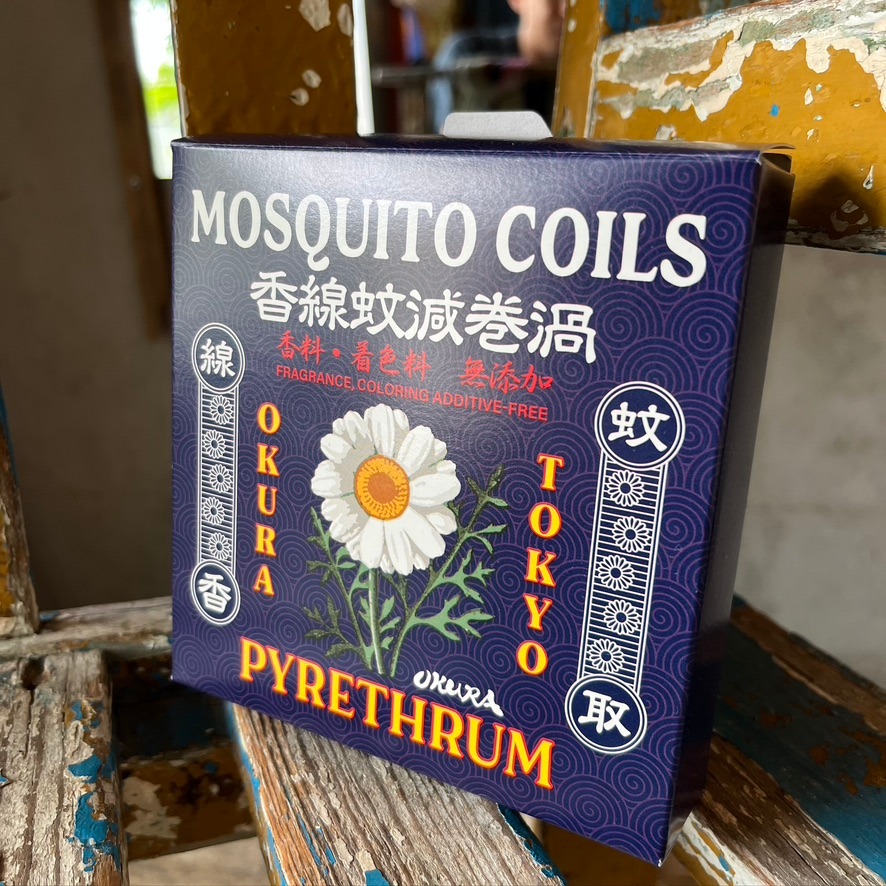 MOSQUITO COILS
香線蚊減巻渦
香料・着色料 無添加
FRAGRANCE, COLORING ADDITIVE-FREE
蚊
取
線
香
OKURA
TOKYO
OKURA
PYRETHRUM